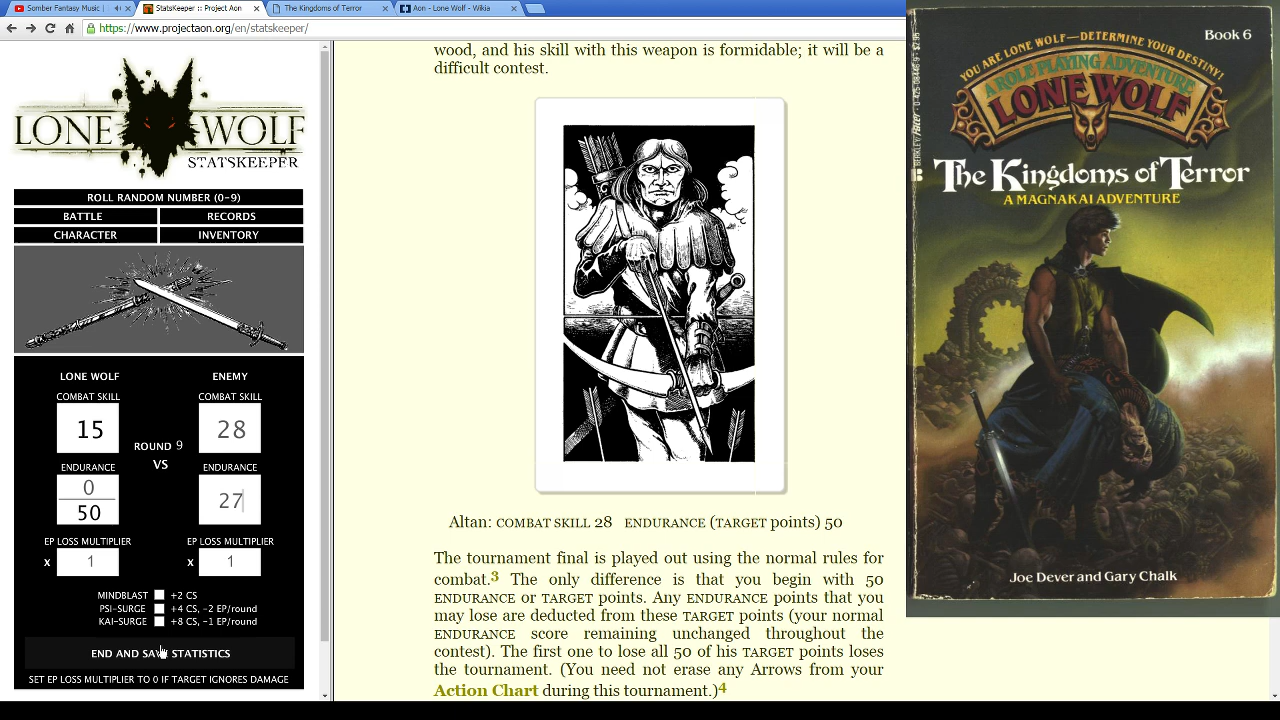 Somber Fantasy Music |
StatsKeeper :: Project Aon
The Kingdoms of Terror
Aon - Lone Wolf - Wikia
https://www.projectaon.org/en/statskeeper/
LONE WOLF
STATSKEEPER
ROLL RANDOM NUMBER (0-9)
BATTLE
RECORDS
CHARACTER
INVENTORY
LONE WOLF
ENEMY
COMBAT SKILL
COMBAT SKILL
15
ROUND 9
28
VS
ENDURANCE
ENDURANCE
0
50
27
EP LOSS MULTIPLIER
EP LOSS MULTIPLIER
x 1
x 1
MINDBLAST +2 CS
PSI-SURGE +4 CS, -2 EP/round
KAI-SURGE +8 CS, -1 EP/round
END AND SAVE STATISTICS
SET EP LOSS MULTIPLIER TO 0 IF TARGET IGNORES DAMAGE
wood, and his skill with this weapon is formidable; it will be a
difficult contest.
Altan: COMBAT SKILL 28 ENDURANCE (TARGET points) 50
The tournament final is played out using the normal rules for
combat.3 The only difference is that you begin with 50
ENDURANCE or TARGET points. Any ENDURANCE points that you
may lose are deducted from these TARGET points (your normal
ENDURANCE score remaining unchanged throughout the
contest). The first one to lose all 50 of his TARGET points loses
the tournament. (You need not erase any Arrows from your
Action Chart during this tournament.)4
Book 6
YOU ARE LONE WOLF—DETERMINE YOUR DESTINY!
A ROLE PLAYING ADVENTURE
LONE WOLF
The Kingdoms of Terror
A MAGNAKAI ADVENTURE
Joe Dever and Gary Chalk